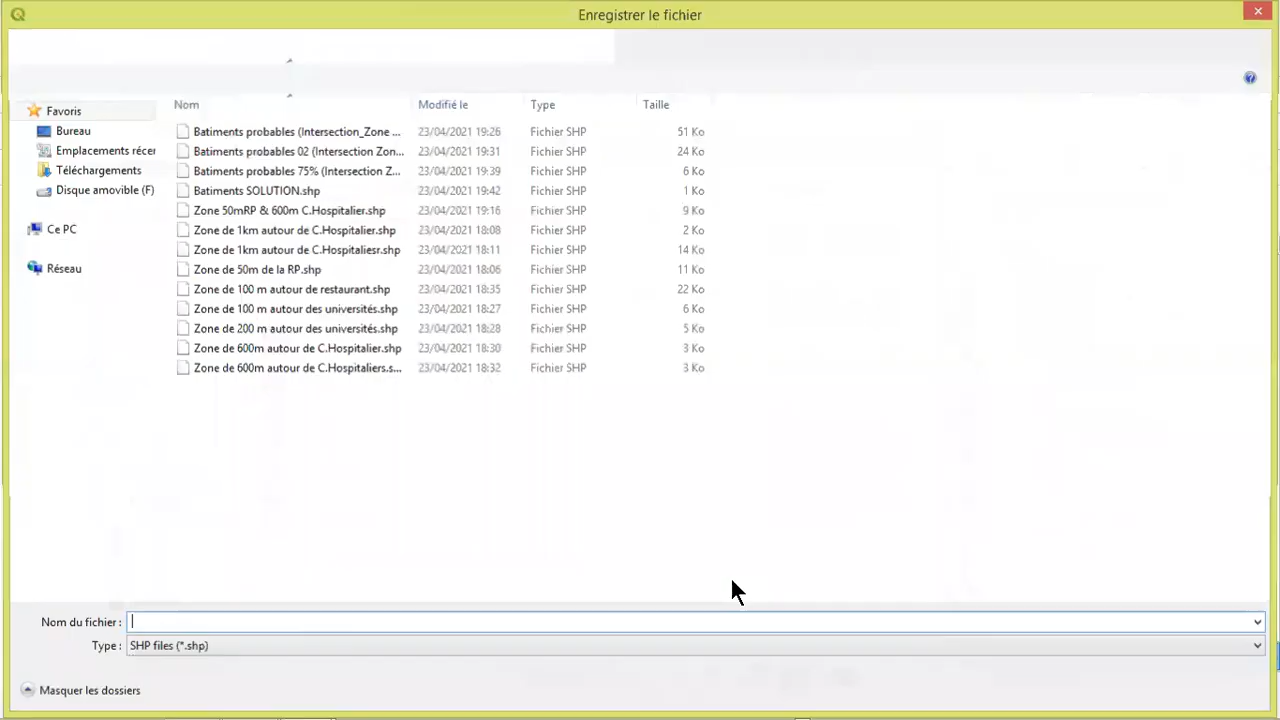 Enregistrer le fichier
Favoris
Bureau
Emplacements récer
Téléchargements
Disque amovible (F)
Ce PC
Réseau
Nom Modifié le Type Taille
Batiments probables (Intersection_Zone ... 23/04/2021 19:26 Fichier SHP 51 Ko
Batiments probables 02 (Intersection Zon... 23/04/2021 19:31 Fichier SHP 24 Ko
Batiments probables 75% (Intersection Z... 23/04/2021 19:39 Fichier SHP 6 Ko
Batiments SOLUTION.shp 23/04/2021 19:42 Fichier SHP 1 Ko
Zone 50mRP & 600m C.Hospitalier.shp 23/04/2021 19:16 Fichier SHP 9 Ko
Zone de 1km autour de C.Hospitalier.shp 23/04/2021 18:08 Fichier SHP 2 Ko
Zone de 1km autour de C.Hospitaliesr.shp 23/04/2021 18:11 Fichier SHP 14 Ko
Zone de 50m de la RP.shp 23/04/2021 18:06 Fichier SHP 11 Ko
Zone de 100 m autour de restaurant.shp 23/04/2021 18:35 Fichier SHP 22 Ko
Zone de 100 m autour des universités.shp 23/04/2021 18:27 Fichier SHP 6 Ko
Zone de 200 m autour des universités.shp 23/04/2021 18:28 Fichier SHP 5 Ko
Zone de 600m autour de C.Hospitalier.shp 23/04/2021 18:30 Fichier SHP 3 Ko
Zone de 600m autour de C.Hospitaliers.s... 23/04/2021 18:32 Fichier SHP 3 Ko
Nom du fichier :
Type : SHP files (*.shp)
Masquer les dossiers